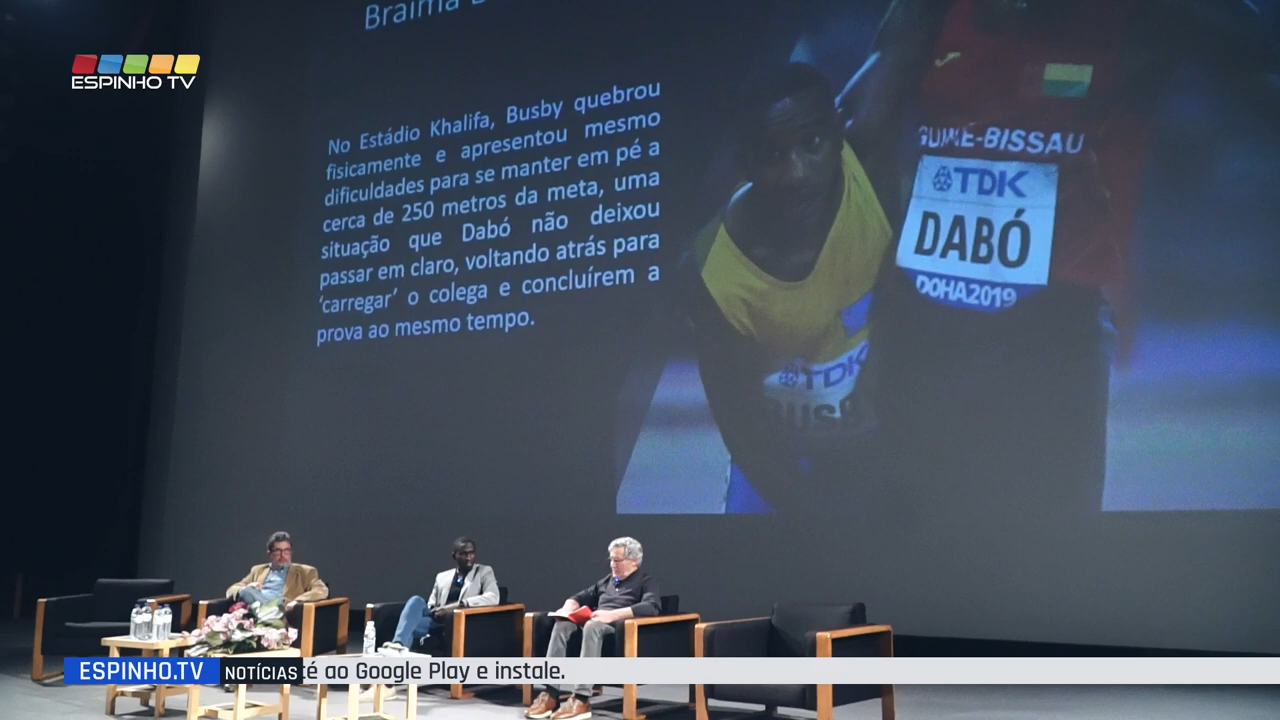 ESPINHO TV
Braima
No Estádio Khalifa, Busby quebrou
fisicamente e apresentou mesmo
dificuldades para se manter em pé a
cerca de 250 metros da meta, uma
situação que Dabó não deixou
passar em claro, voltando atrás para
‘carregar’ o colega e concluírem a
prova ao mesmo tempo.
GUINE-BISSAU
TDK
DABÓ
DOHA2019
TDK
BUSB
ESPINHO.TV NOTÍCIAS té ao Google Play e instale.